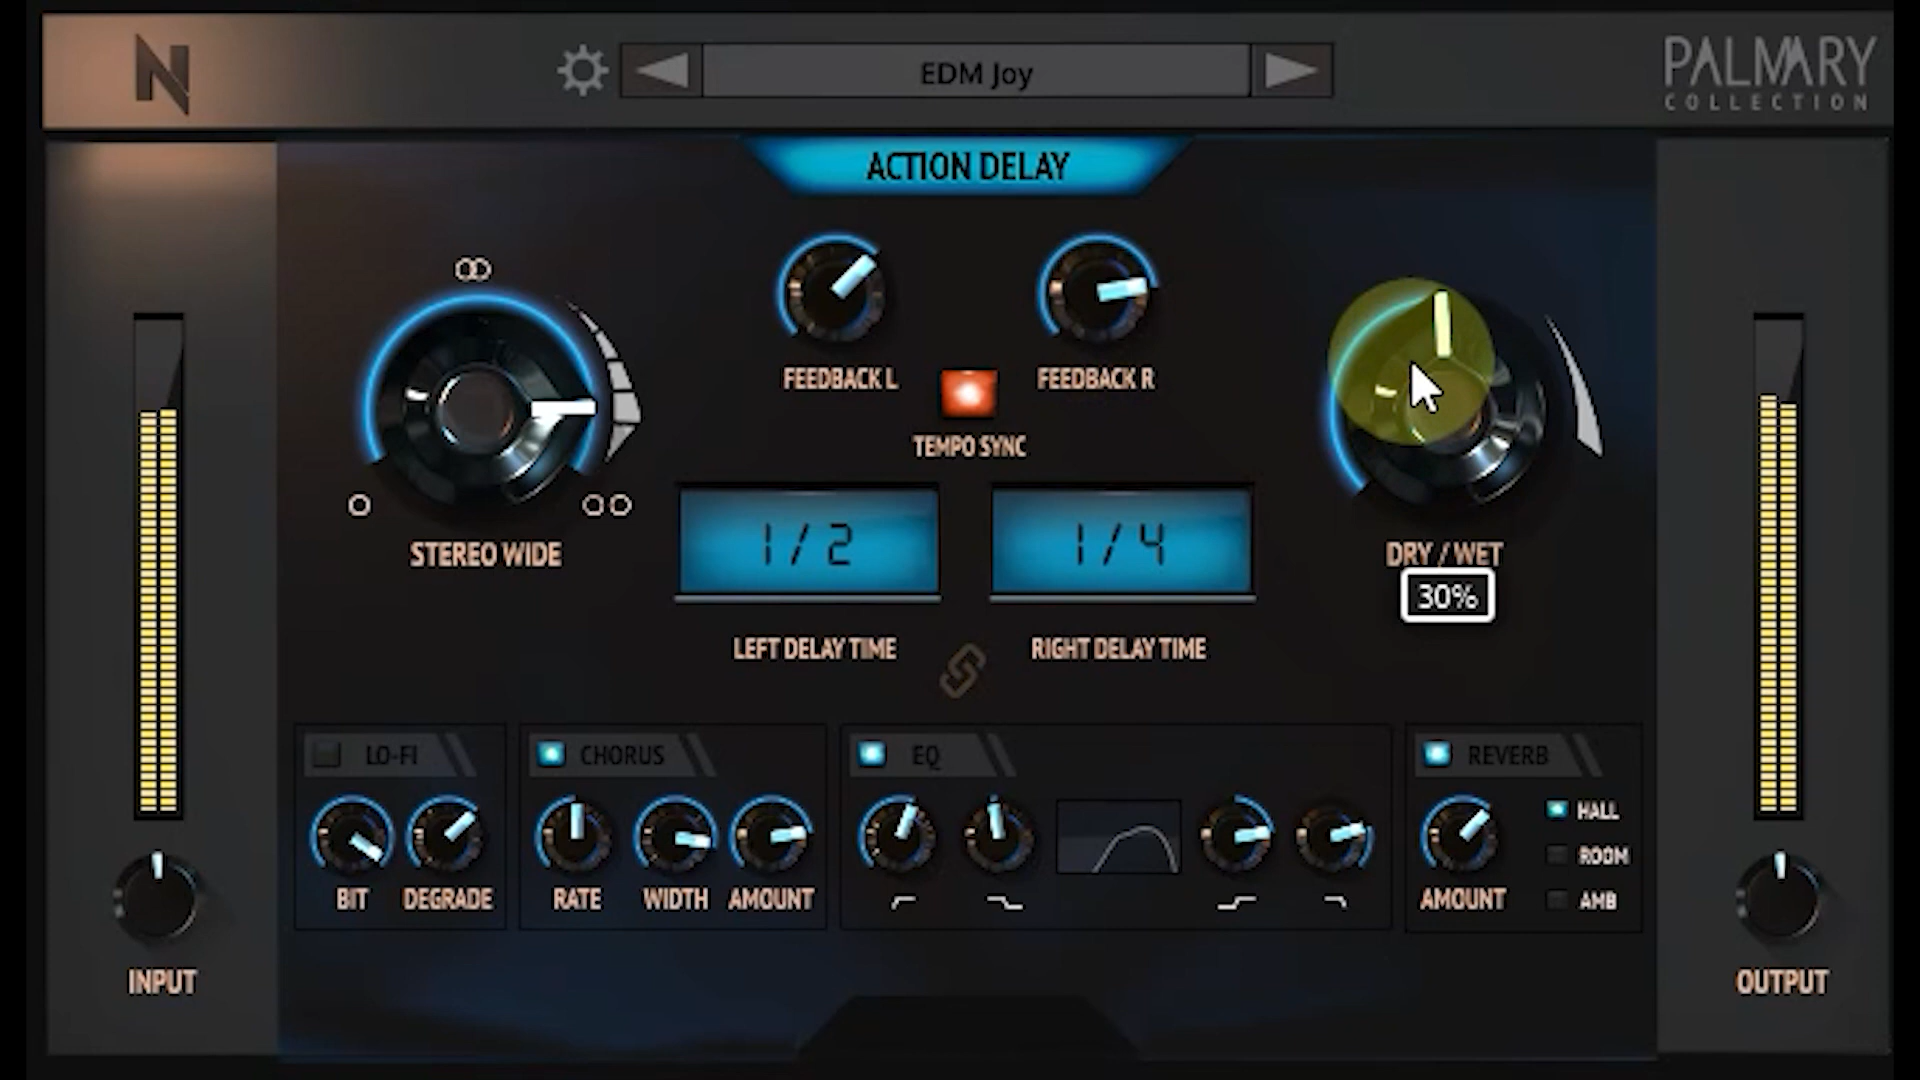 N
EDM Joy
PALMARY
COLLECTION
ACTION DELAY
FEEDBACK L
FEEDBACK R
TEMPO SYNC
STEREO WIDE
1/2
1/4
DRY / WET
30%
LEFT DELAY TIME
RIGHT DELAY TIME
LO-FI
BIT
DEGRADE
CHORUS
RATE
WIDTH
AMOUNT
EQ
REVERB
AMOUNT
HALL
ROOM
AMB
INPUT
OUTPUT